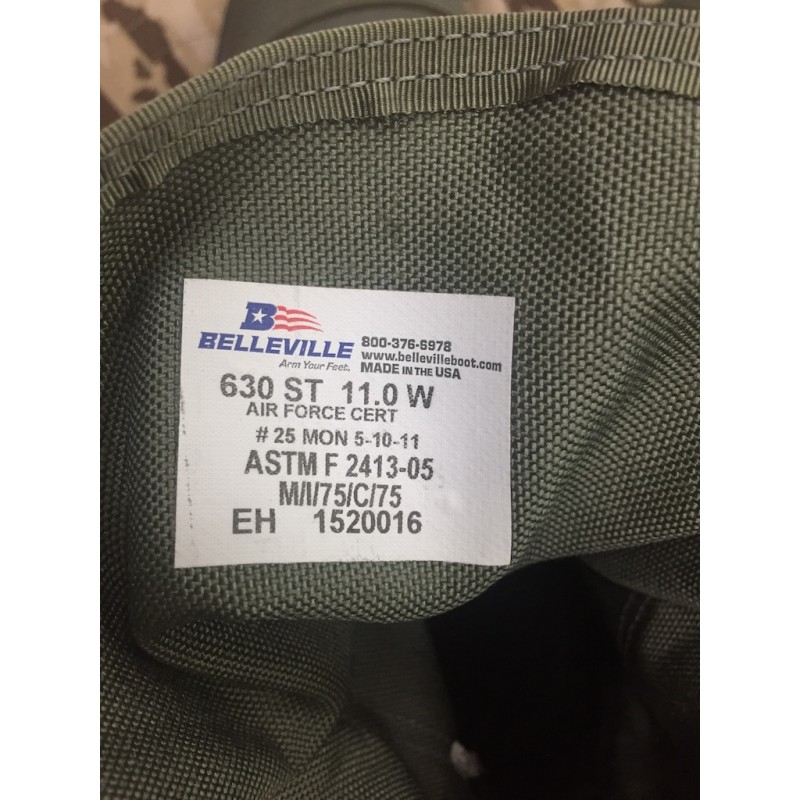 B
BELLEVILLE
Arm Your Feet.
800-376-6978
www.bellevilleboot.com
MADE IN THE USA
630 ST 11.0 W
AIR FORCE CERT
# 25 MON 5-10-11
ASTM F 2413-05
M/I/75/C/75
EH 1520016